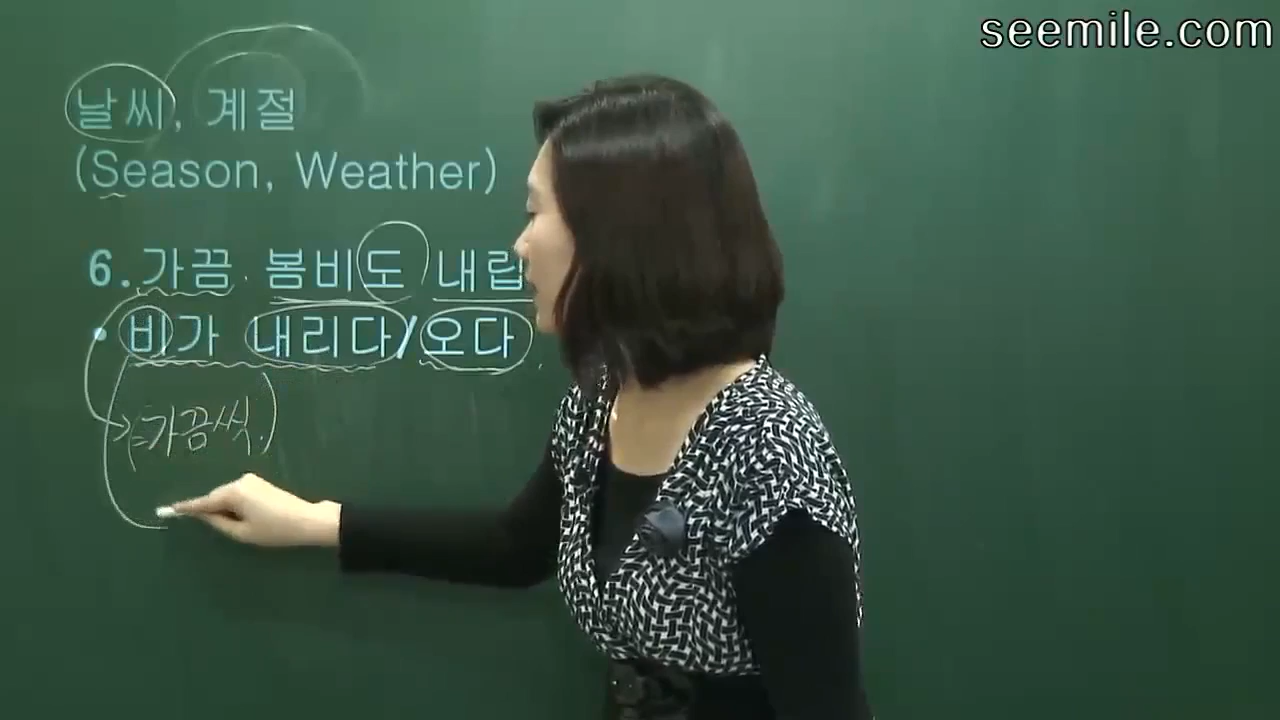 seemile.com
날씨, 계절
(Season, Weather)
6. 가끔 봄비도 내립
• 비가 내리다/오다
(=가끔씩.)